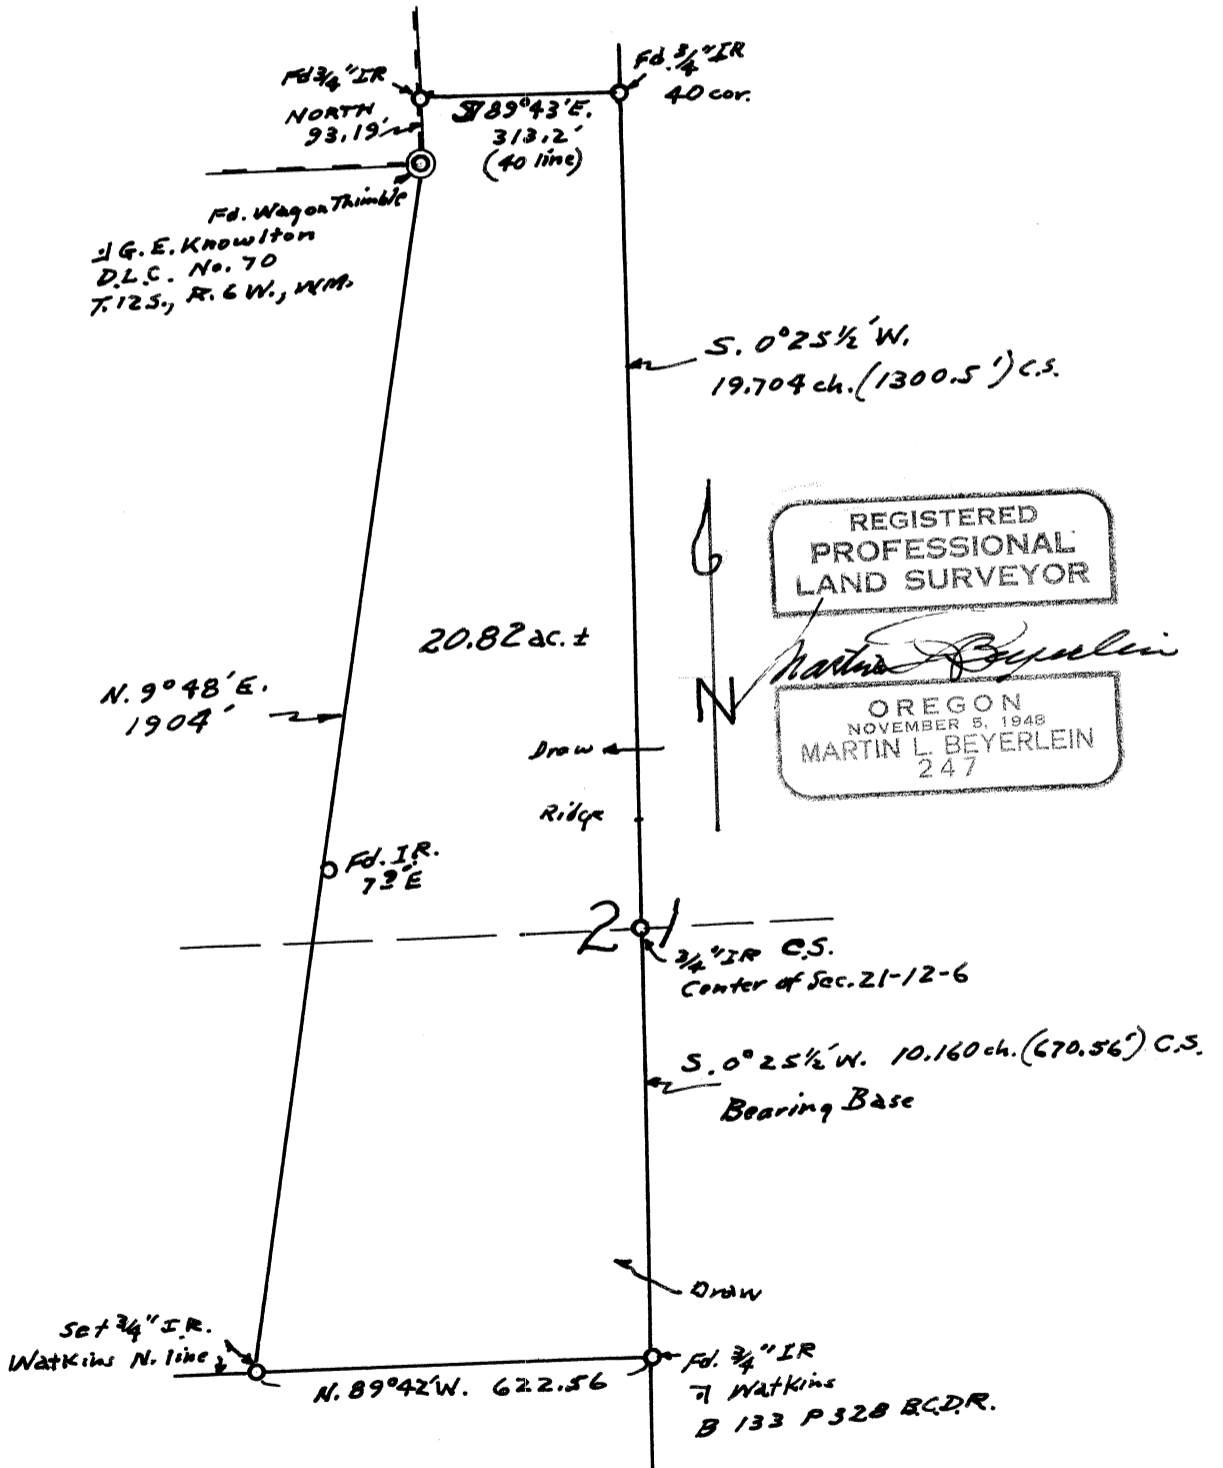 Fd 3/4" IR
Fd. 3/4" IR
40 cor.
NORTH
93.19'
89°43'E.
313.2'
(40 line)
Fd. Wagon Thimble
G. E. Knowlton
D.L.C. No. 70
T.12S., R.6W., W.M.
S. 0°25½'W.
19.704 ch. (1300.5') C.S.
REGISTERED
PROFESSIONAL
LAND SURVEYOR
Martin L Beyerlein
OREGON
NOVEMBER 5, 1948
MARTIN L. BEYERLEIN
247
N
20.82 ac. ±
N. 9°48'E.
1904'
Draw
Ridge
Fd. I.R.
E
21
3/4" IR C.S.
Center of Sec. 21-12-6
S. 0°25½'W. 10.160 ch. (670.56') C.S.
Bearing Base
Draw
Set 3/4" I.R.
Watkins N. line
N. 89°42'W. 622.56
Fd. 3/4" IR
Watkins
B 133 P 328 B.C.D.R.